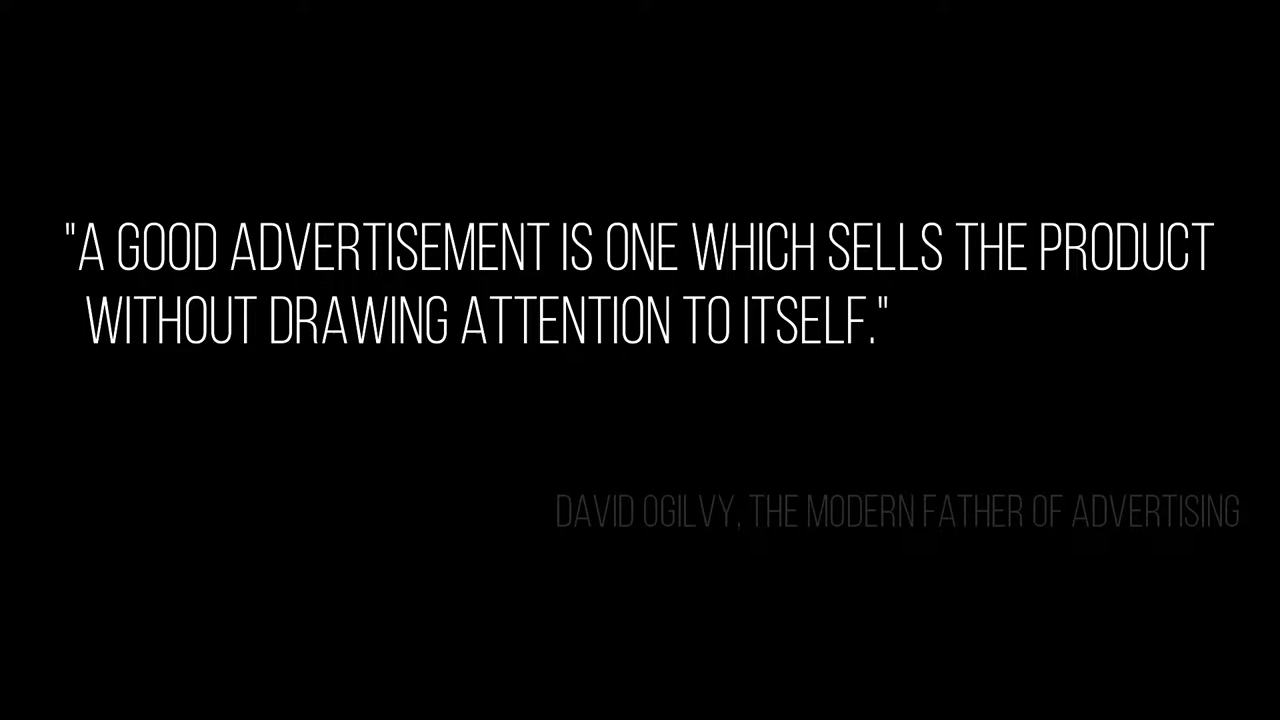 "A GOOD ADVERTISEMENT IS ONE WHICH SELLS THE PRODUCT
WITHOUT DRAWING ATTENTION TO ITSELF."
DAVID OGILVY, THE MODERN FATHER OF ADVERTISING